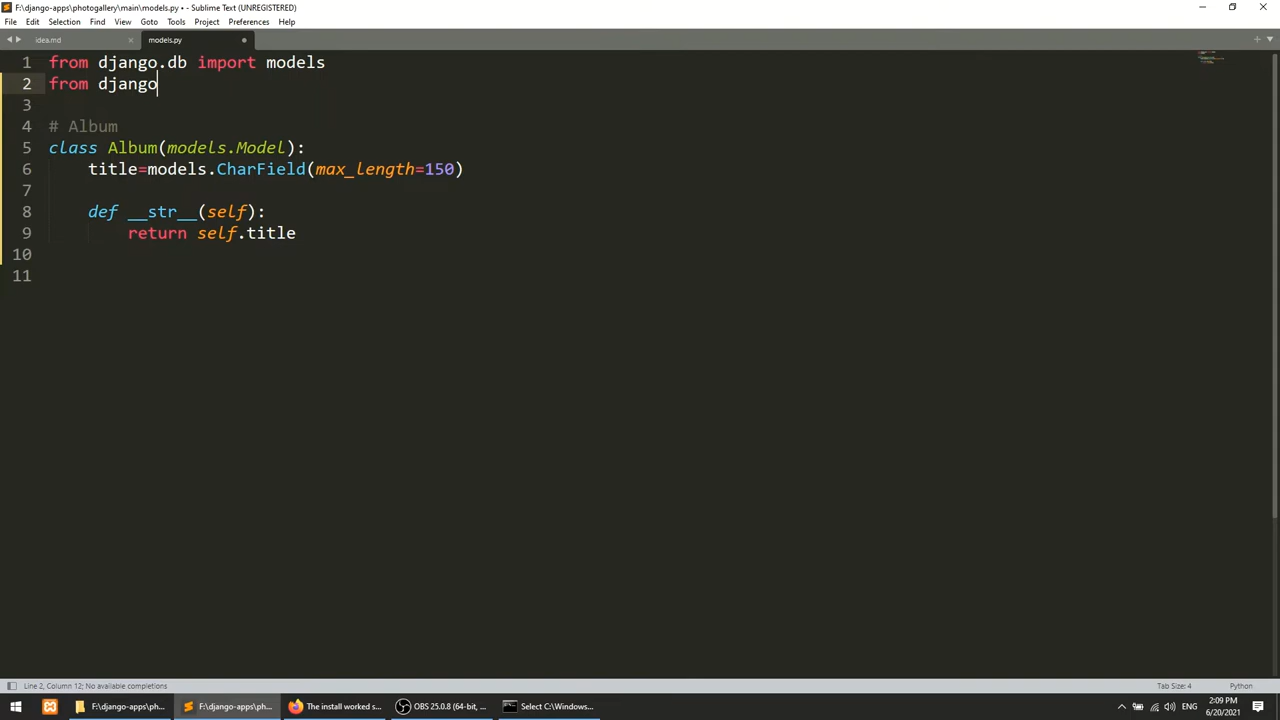 F:\django-apps\photogallery\main\models.py • - Sublime Text (UNREGISTERED)
File Edit Selection Find View Goto Tools Project Preferences Help
idea.md models.py
1 from django.db import models
2 from django
3
4 # Album
5 class Album(models.Model):
6 title=models.CharField(max_length=150)
7
8 def __str__(self):
9 return self.title
10
11
Line 2, Column 12; No available completions Tab Size: 4 Python
F:\django-apps\ph... F:\django-apps\ph... The install worked s... OBS 25.0.8 (64-bit, ... Select C:\Windows... ENG 2:09 PM
6/20/2021